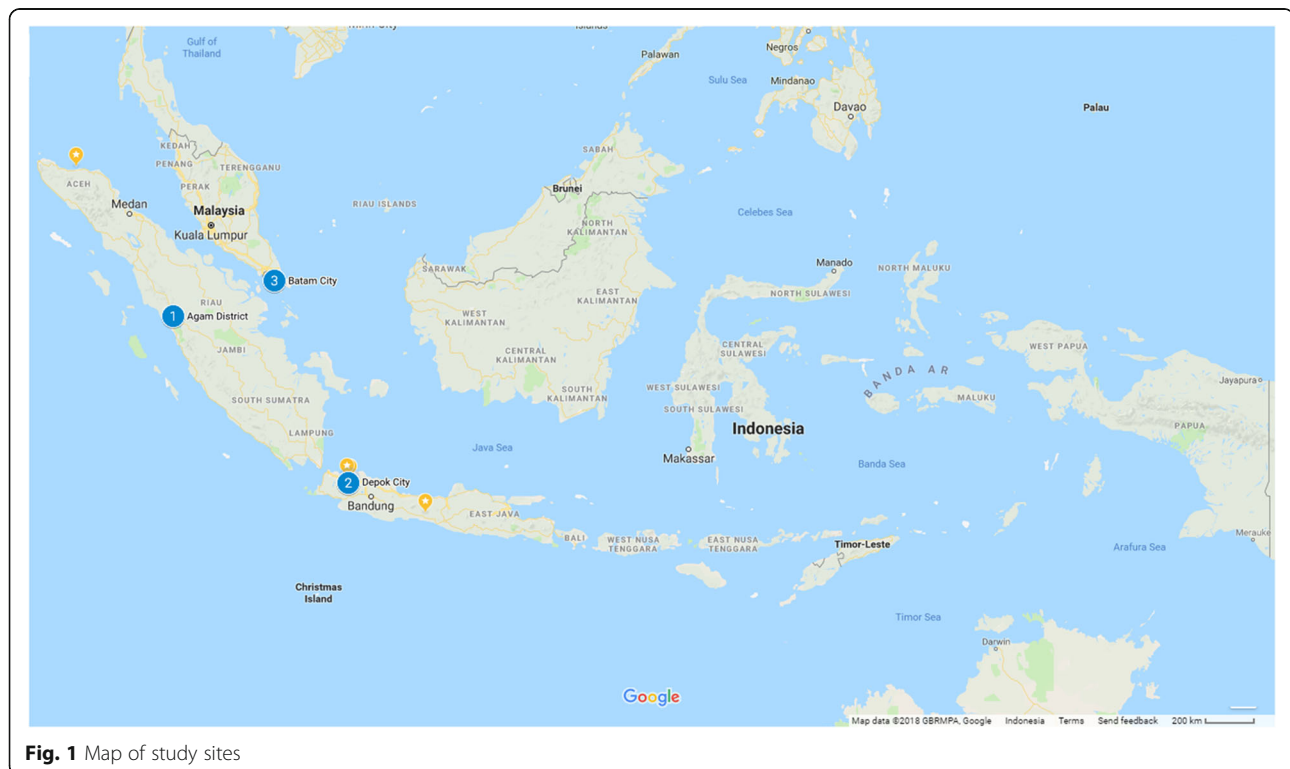 Gulf of
Thailand
Palawan
Negros
Sulu Sea
Mindanao
Davao
Palau
KEDAH
PENANG
TERENGGANU
PERAK
ACEH
Medan
Malaysia
Kuala Lumpur
RIAU ISLANDS
SABAH
Brunei
NORTH
KALIMANTAN
Celebes Sea
SARAWAK
Manado
NORTH MALUKU
3 Batam City
EAST
KALIMANTAN
NORTH SULAWESI
RIAU
1 Agam District
WEST
KALIMANTAN
JAMBI
CENTRAL
KALIMANTAN
CENTRAL
SULAWESI
WEST PAPUA
BANDA AR
Jayapura
SOUTH
KALIMANTAN
WEST SULAWESI
SOUTH SULAWESI
MALUKU
SOUTH SUMATRA
PAPUA
LAMPUNG
Java Sea
Indonesia
Makassar
Banda Sea
2 Depok City
Bandung
EAST JAVA
BALI
WEST NUSA
TENGGARA
EAST NUSA
TENGGARA
Timor-Leste
Merauke
Arafura Sea
Christmas
Island
Timor Sea
Darwin
Google
Map data ©2018 GBRMPA, Google Indonesia Terms Send feedback 200 km
Fig. 1 Map of study sites